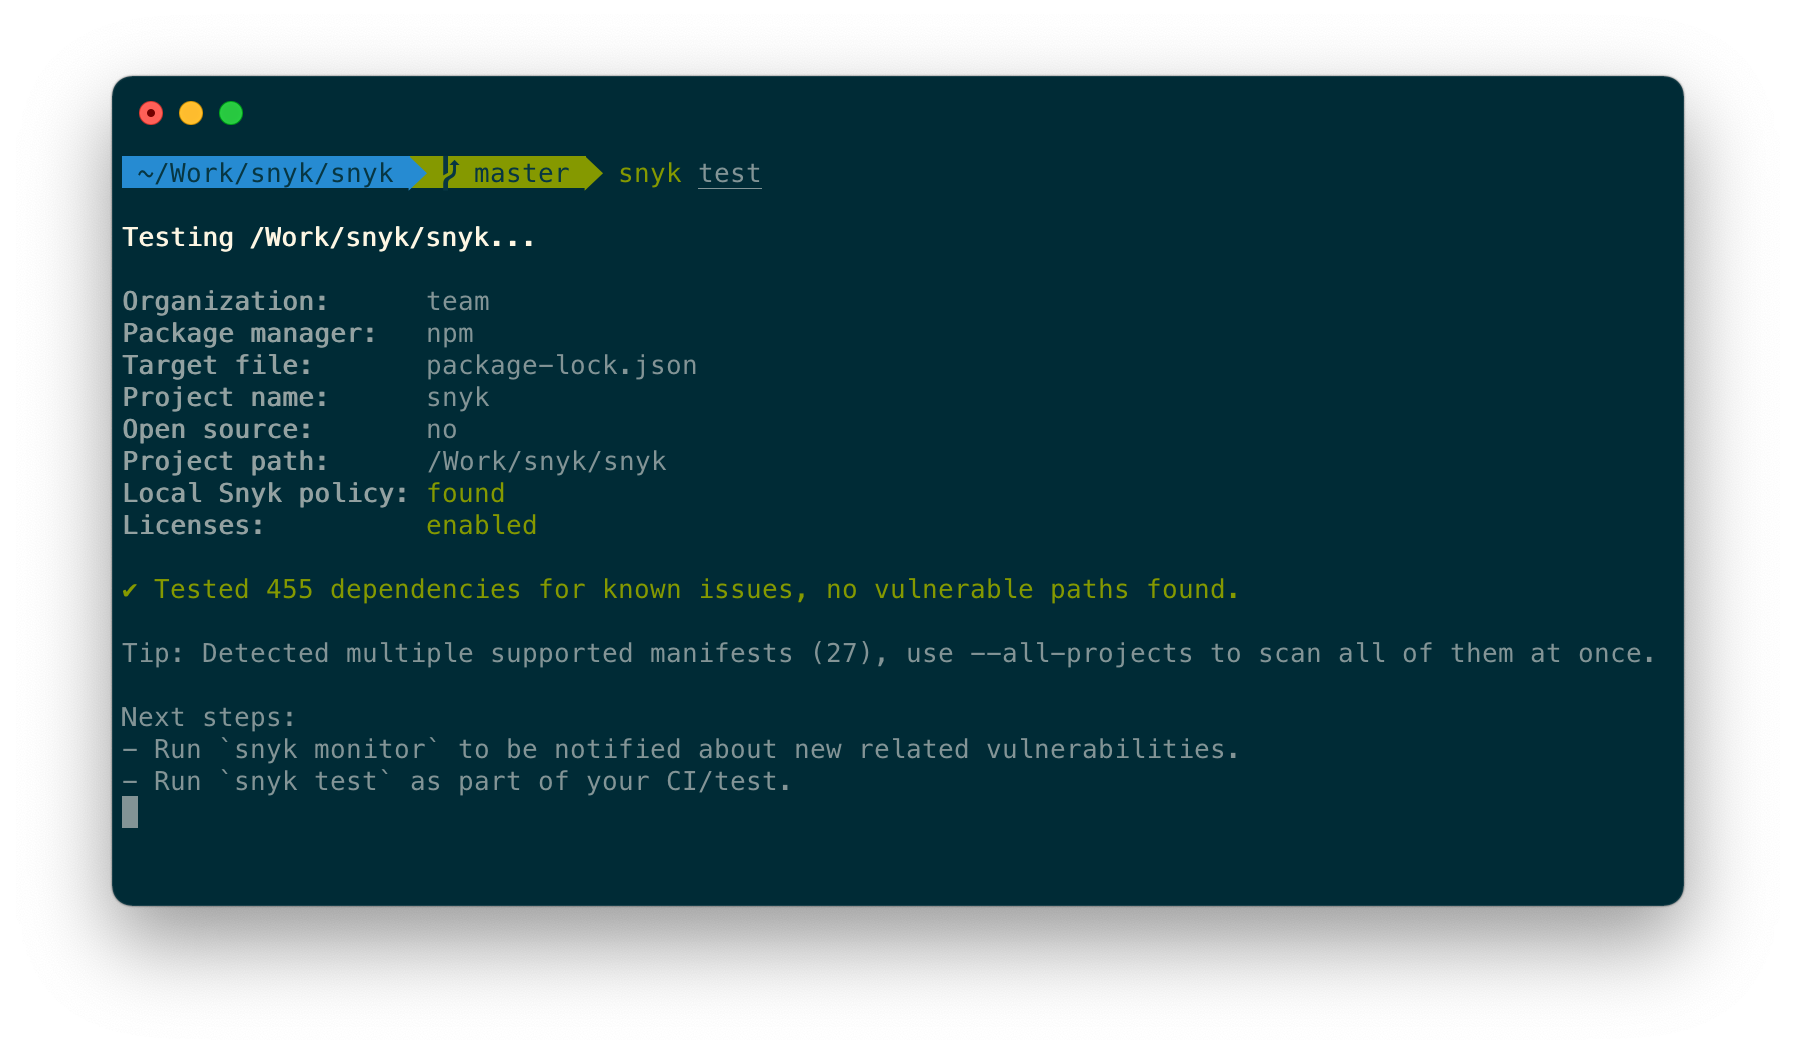 ~/Work/snyk/snyk master snyk test
Testing /Work/snyk/snyk...
Organization: team
Package manager: npm
Target file: package-lock.json
Project name: snyk
Open source: no
Project path: /Work/snyk/snyk
Local Snyk policy: found
Licenses: enabled
✔ Tested 455 dependencies for known issues, no vulnerable paths found.
Tip: Detected multiple supported manifests (27), use --all-projects to scan all of them at once.
Next steps:
- Run `snyk monitor` to be notified about new related vulnerabilities.
- Run `snyk test` as part of your CI/test.